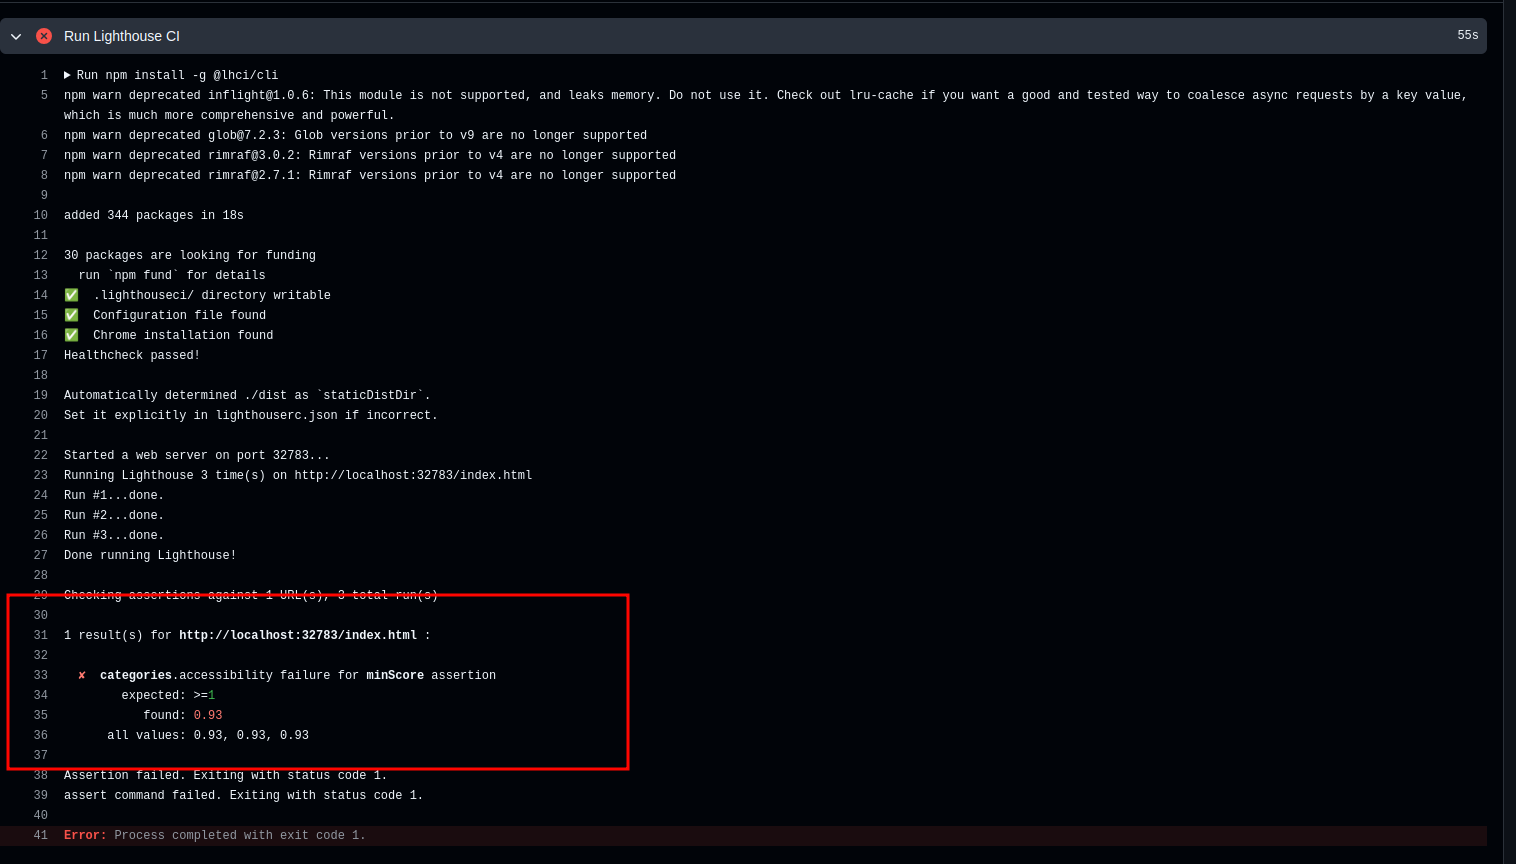 Run Lighthouse CI 55s
1 Run npm install -g @lhci/cli
5 npm warn deprecated inflight@1.0.6: This module is not supported, and leaks memory. Do not use it. Check out lru-cache if you want a good and tested way to coalesce async requests by a key value,
which is much more comprehensive and powerful.
6 npm warn deprecated glob@7.2.3: Glob versions prior to v9 are no longer supported
7 npm warn deprecated rimraf@3.0.2: Rimraf versions prior to v4 are no longer supported
8 npm warn deprecated rimraf@2.7.1: Rimraf versions prior to v4 are no longer supported
9
10 added 344 packages in 18s
11
12 30 packages are looking for funding
13 run `npm fund` for details
14 ✅ .lighthouseci/ directory writable
15 ✅ Configuration file found
16 ✅ Chrome installation found
17 Healthcheck passed!
18
19 Automatically determined ./dist as `staticDistDir`.
20 Set it explicitly in lighthouserc.json if incorrect.
21
22 Started a web server on port 32783...
23 Running Lighthouse 3 time(s) on http://localhost:32783/index.html
24 Run #1...done.
25 Run #2...done.
26 Run #3...done.
27 Done running Lighthouse!
28
29 Checking assertions against 1 URL(s), 3 total run(s)
30
31 1 result(s) for http://localhost:32783/index.html :
32
33 ✘ categories.accessibility failure for minScore assertion
34 expected: >=1
35 found: 0.93
36 all values: 0.93, 0.93, 0.93
37
38 Assertion failed. Exiting with status code 1.
39 assert command failed. Exiting with status code 1.
40
41 Error: Process completed with exit code 1.